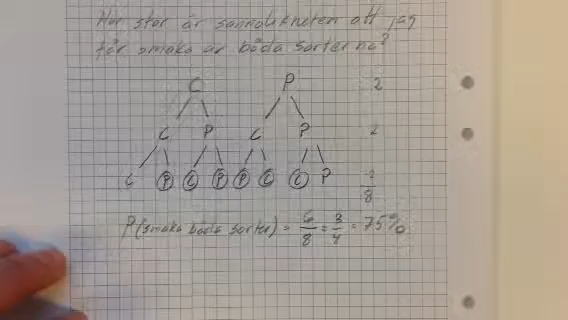 Hur stor är sannolikheten att jag
får smaka av båda sorterna?
C P 2
C P C P 2
C P C P P C C P 2
8
P(smaka båda sorter) = 6/8 = 3/4 = 75%